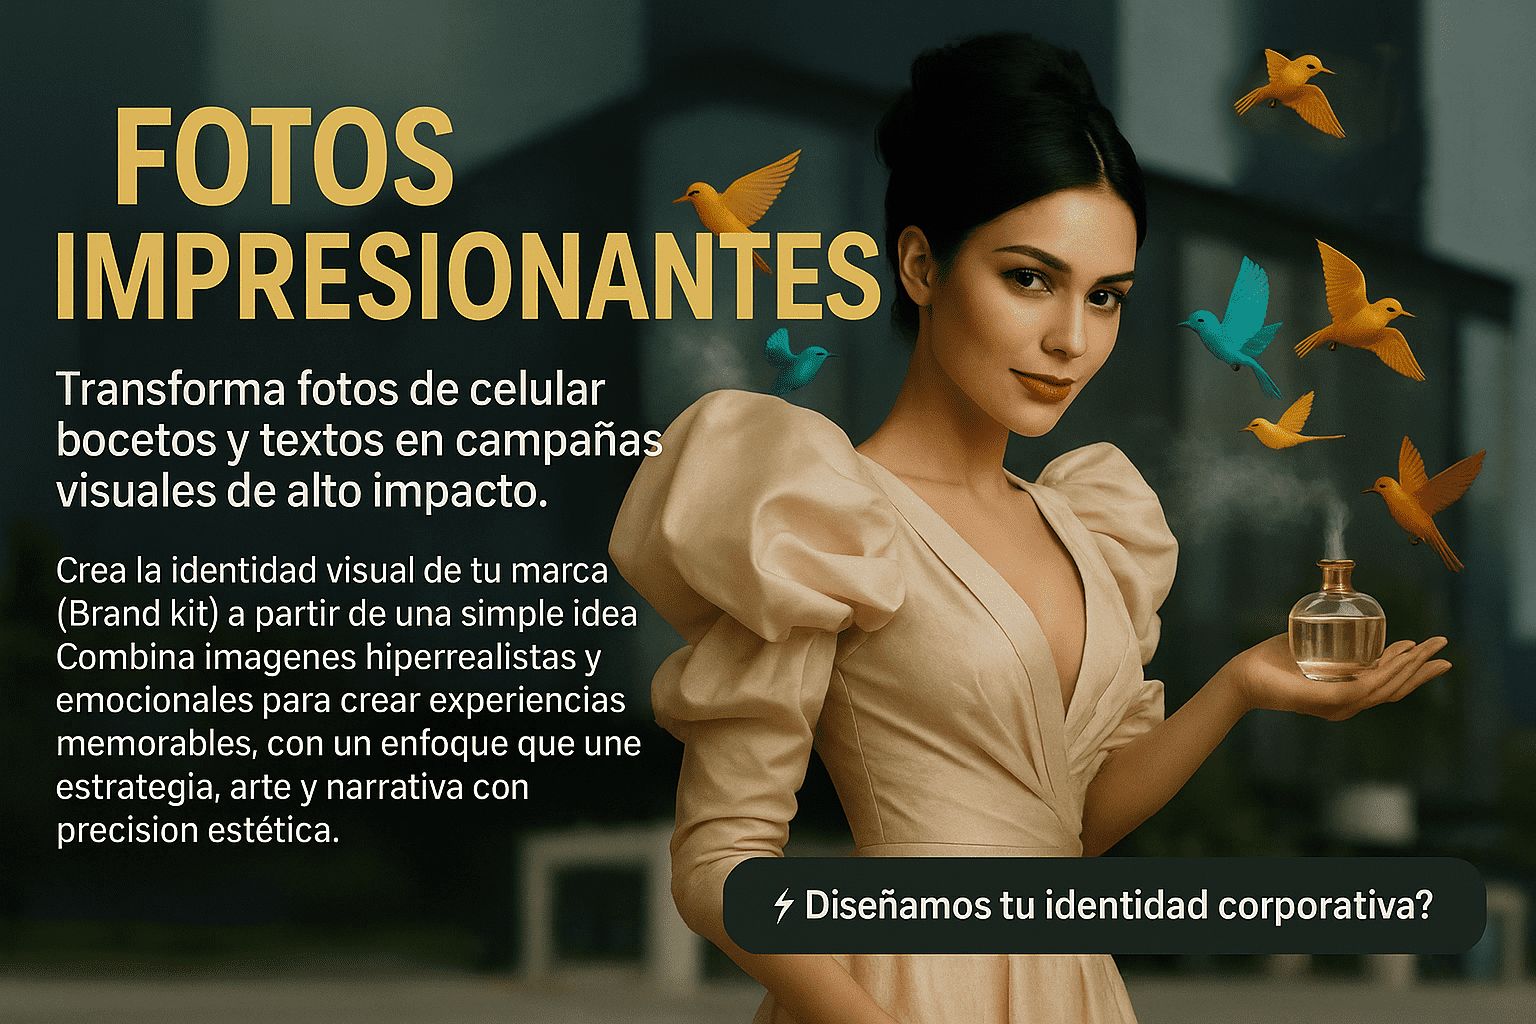 FOTOS
IMPRESIONANTES
Transforma fotos de celular
bocetos y textos en campañas
visuales de alto impacto.
Crea la identidad visual de tu marca
(Brand kit) a partir de una simple idea
Combina imagenes hiperrealistas y
emocionales para crear experiencias
memorables, con un enfoque que une
estrategia, arte y narrativa con
precision estética.
⚡Diseñamos tu identidad corporativa?